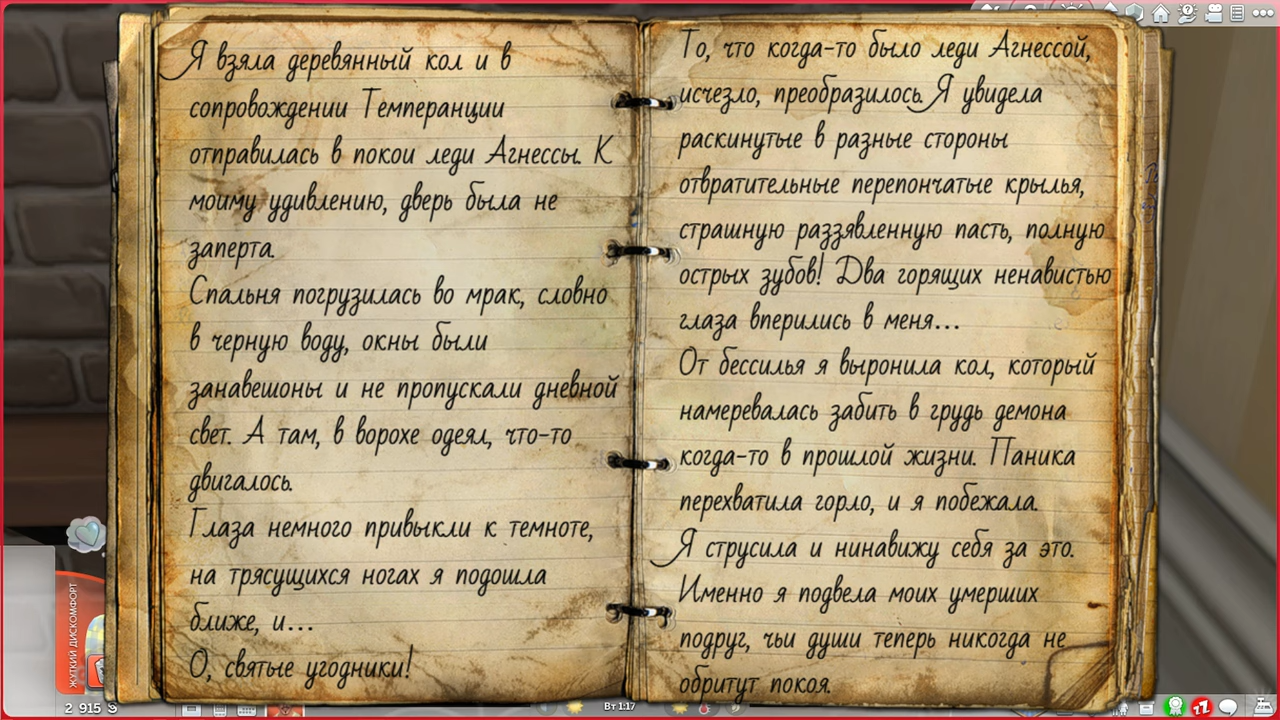 Я взяла деревянный кол и в
сопровождении Темперанции
отправилась в покои леди Агнессы. К
моиму удивлению, дверь была не
заперта.
Спальня погрузилась во мрак, словно
в черную воду, окны были
занавешоны и не пропускали дневной
свет. А там, в ворохе одеял, что-то
двигалось.
Глаза немного привыкли к темноте,
на трясущихся ногах я подошла
ближе, и...
О, святые угодники!
То, что когда-то было леди Агнессой,
исчезло, преобразилось. Я увидела
раскинутые в разные стороны
отвратительные перепончатые крылья,
страшную раззявленную пасть, полную
острых зубов! Два горящих ненавистью
глаза вперились в меня...
От бессилья я выронила кол, который
намеревалась забить в грудь демона
когда-то в прошлой жизни. Паника
перехватила горло, и я побежала.
Я струсила и нинавижу себя за это.
Именно я подвела моих умерших
подруг, чьи души теперь никогда не
обритут покоя.
ЖУТКИЙ ДИСКОМФОРТ
2 915 §
Вт 1:17